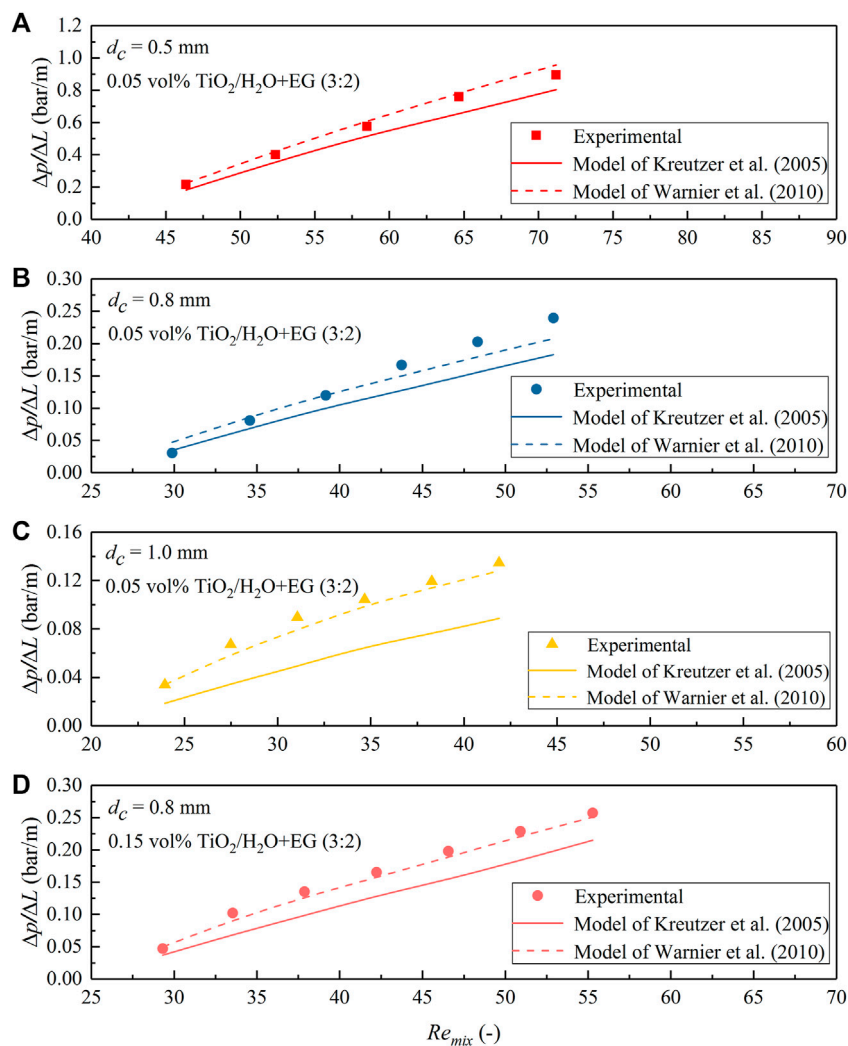 A
d_c = 0.5 mm
0.05 vol% TiO₂/H₂O+EG (3:2)
Δp/ΔL (bar/m)
1.2
1.0
0.8
0.6
0.4
0.2
0.0
Experimental
Model of Kreutzer et al. (2005)
Model of Warnier et al. (2010)
40 45 50 55 60 65 70 75 80 85 90
B
d_c = 0.8 mm
0.05 vol% TiO₂/H₂O+EG (3:2)
Δp/ΔL (bar/m)
0.30
0.25
0.20
0.15
0.10
0.05
0.00
Experimental
Model of Kreutzer et al. (2005)
Model of Warnier et al. (2010)
25 30 35 40 45 50 55 60 65 70
C
d_c = 1.0 mm
0.05 vol% TiO₂/H₂O+EG (3:2)
Δp/ΔL (bar/m)
0.16
0.12
0.08
0.04
0.00
Experimental
Model of Kreutzer et al. (2005)
Model of Warnier et al. (2010)
20 25 30 35 40 45 50 55 60
D
d_c = 0.8 mm
0.15 vol% TiO₂/H₂O+EG (3:2)
Δp/ΔL (bar/m)
0.30
0.25
0.20
0.15
0.10
0.05
0.00
Experimental
Model of Kreutzer et al. (2005)
Model of Warnier et al. (2010)
25 30 35 40 45 50 55 60 65 70
Re_mix (-)